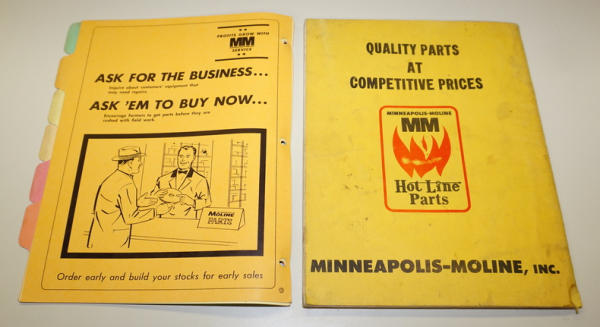 PROFITS GROW WITH
MM
SERVICE
ASK FOR THE BUSINESS...
Inquire about customers' equipment that
may need repairs.
ASK 'EM TO BUY NOW...
Encourage farmers to get parts before they are
rushed with field work.
MOLINE
PARTS
Order early and build your stocks for early sales
QUALITY PARTS
AT
COMPETITIVE PRICES
MINNEAPOLIS-MOLINE
MM
Hot Line
Parts
MINNEAPOLIS-MOLINE, INC.